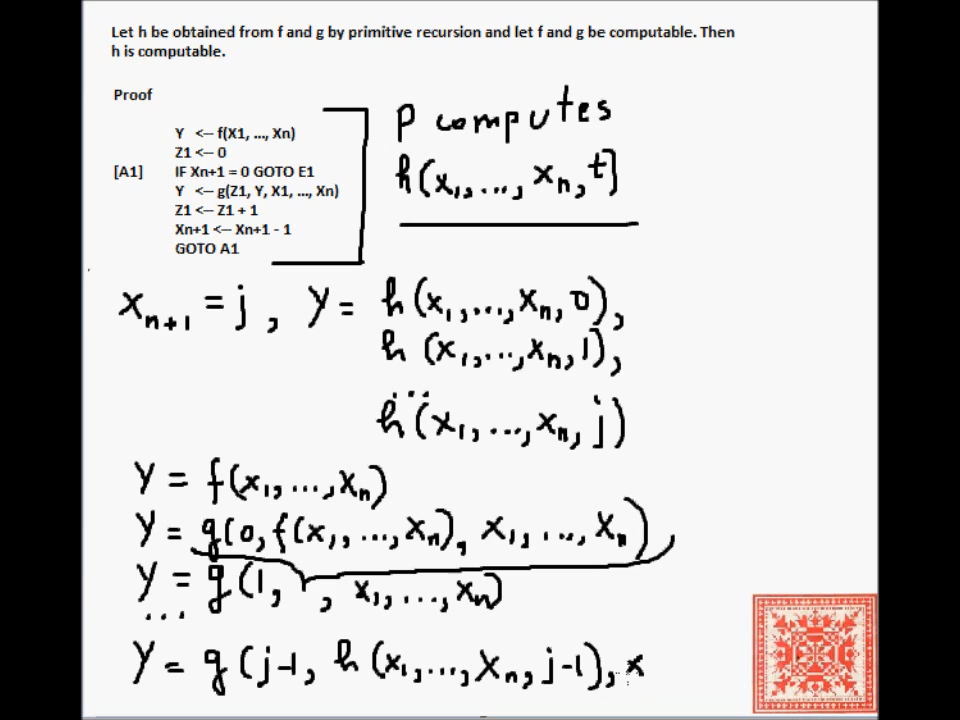 Let h be obtained from f and g by primitive recursion and let f and g be computable. Then
h is computable.
Proof
Y <-- f(X1, ..., Xn)
Z1 <-- 0
[A1] IF Xn+1 = 0 GOTO E1
Y <-- g(Z1, Y, X1, ..., Xn)
Z1 <-- Z1 + 1
Xn+1 <-- Xn+1 - 1
GOTO A1
P computes
h(x₁, ..., xₙ, t)
xₙ₊₁ = j, Y = h(x₁, ..., xₙ, 0),
h(x₁, ..., xₙ, 1),
...
h(x₁, ..., xₙ, j)
Y = f(x₁, ..., xₙ)
Y = g(0, f(x₁, ..., xₙ), x₁, ..., xₙ)
Y = g(1, , x₁, ..., xₙ)
...
Y = g(j-1, h(x₁, ..., xₙ, j-1), x